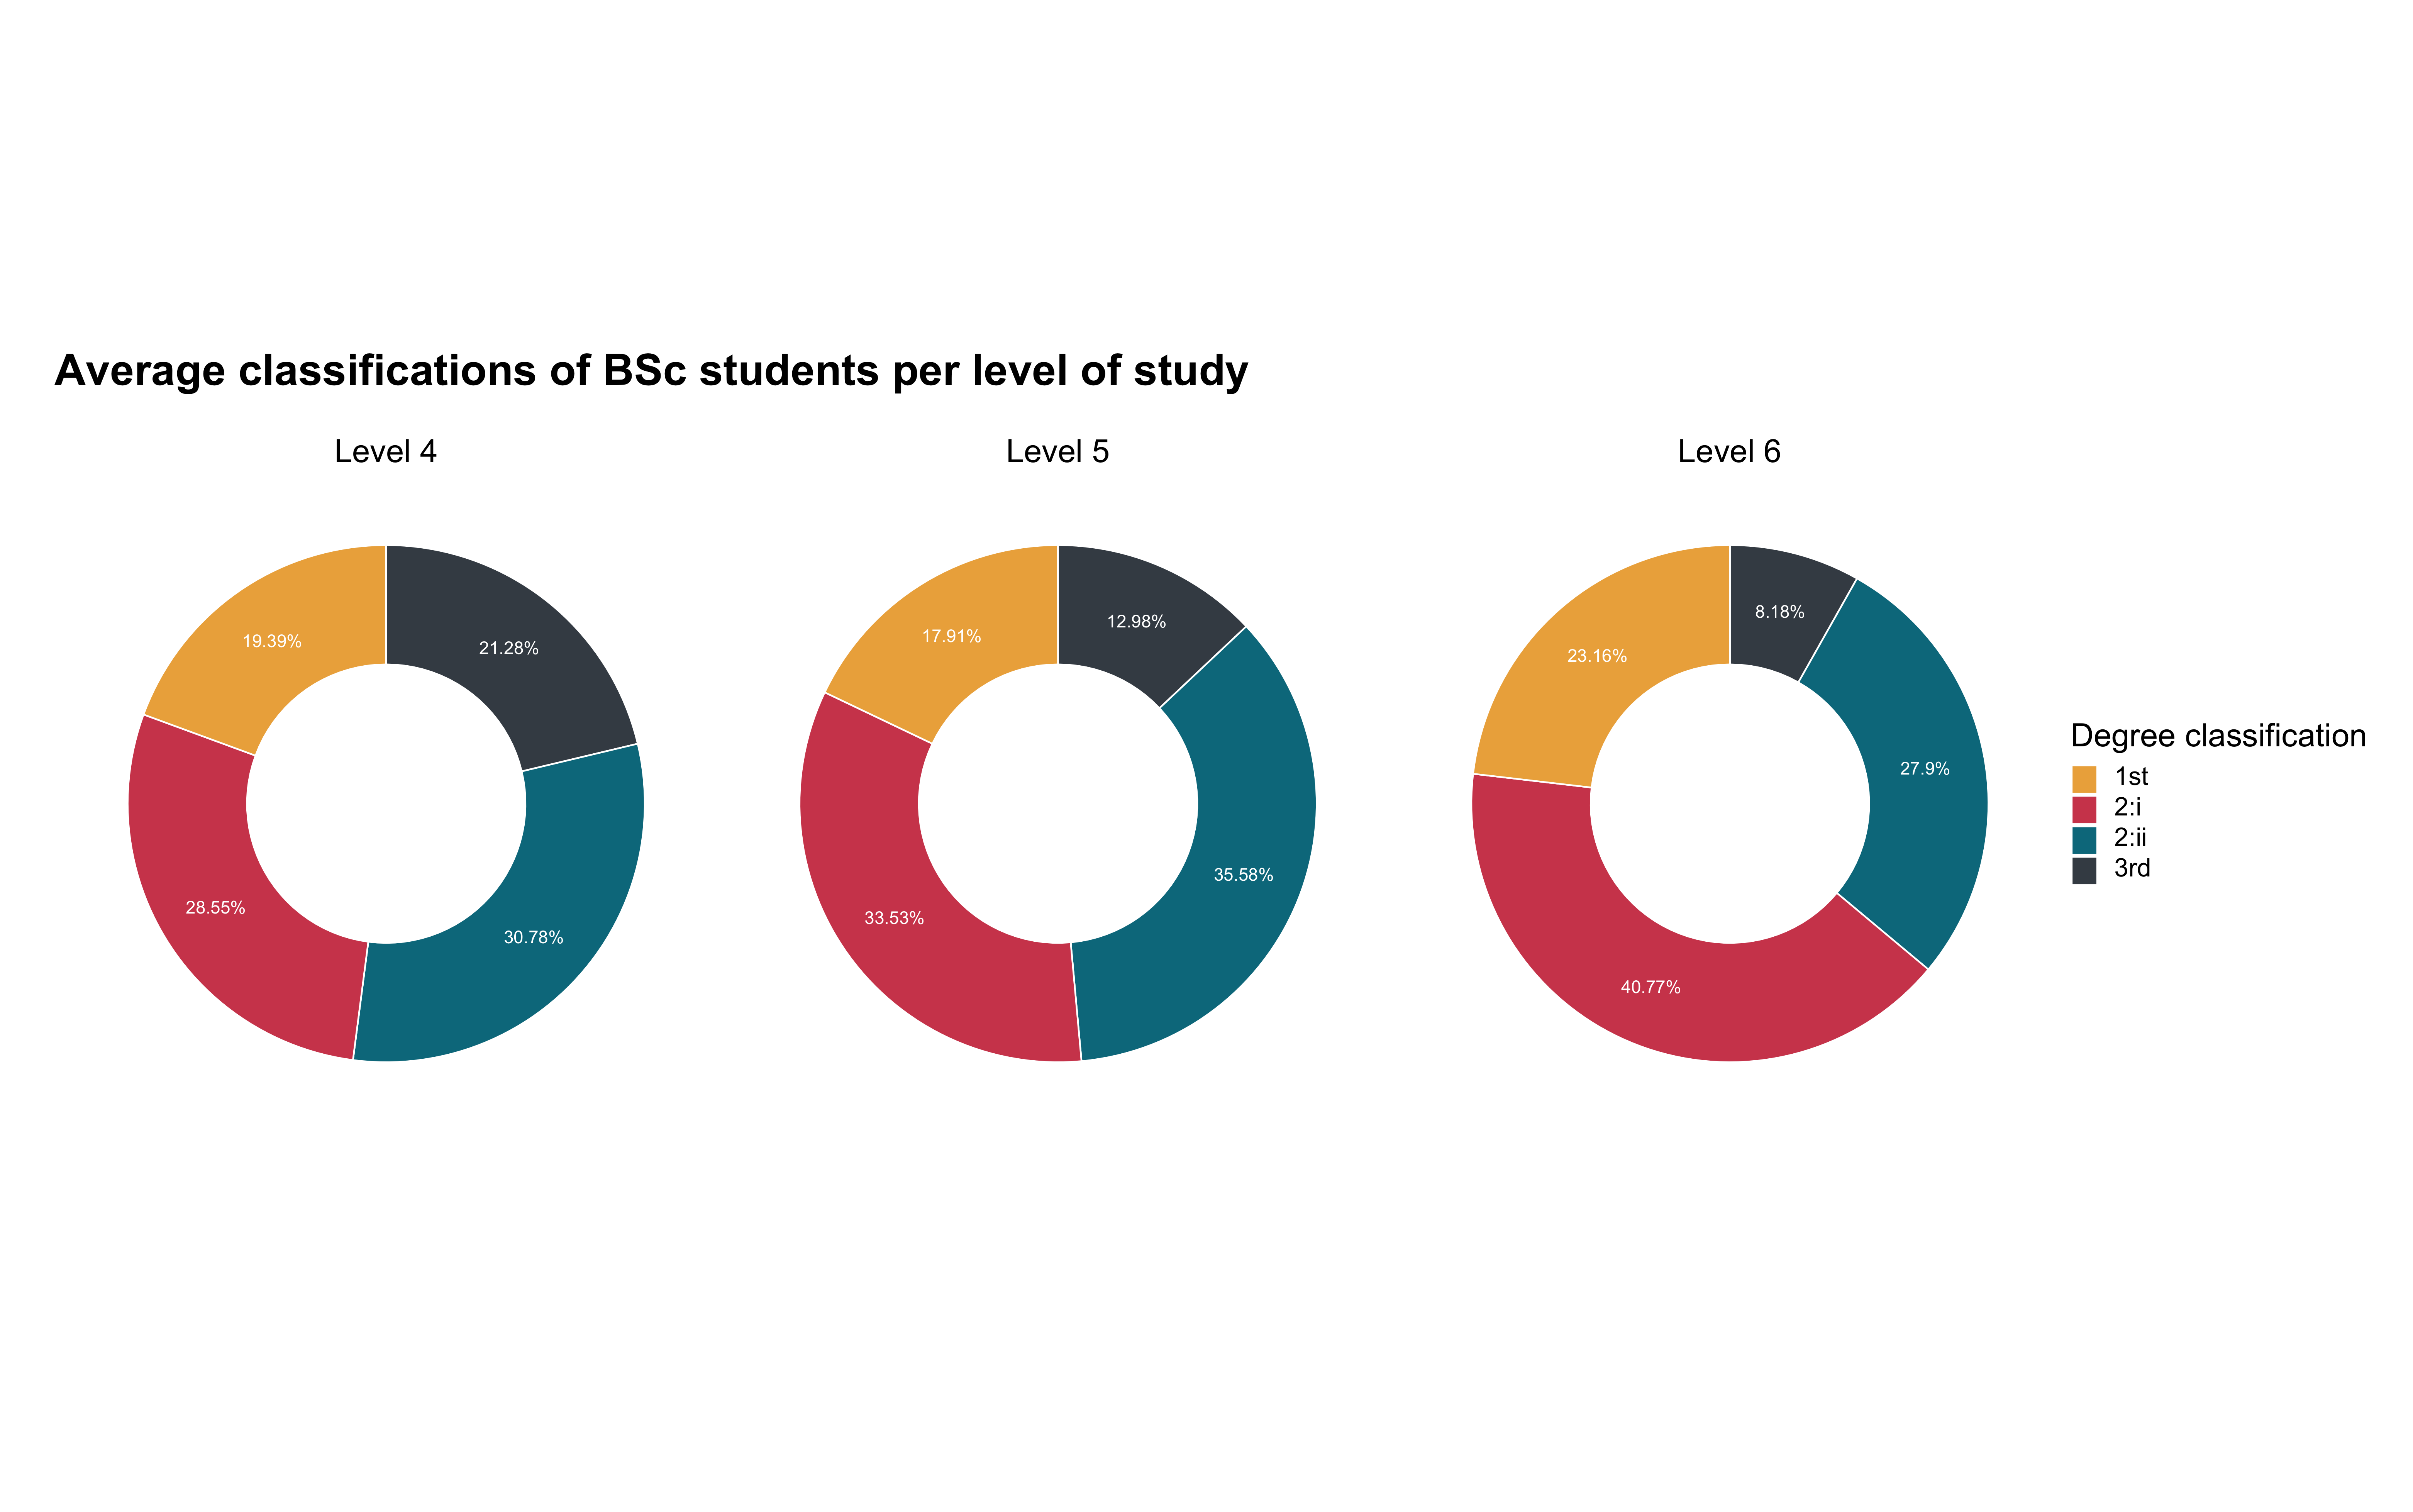 Average classifications of BSc students per level of study
Level 4
Level 5
Level 6
19.39%
21.28%
28.55%
30.78%
17.91%
12.98%
33.53%
35.58%
23.16%
8.18%
27.9%
40.77%
Degree classification
1st
2:i
2:ii
3rd